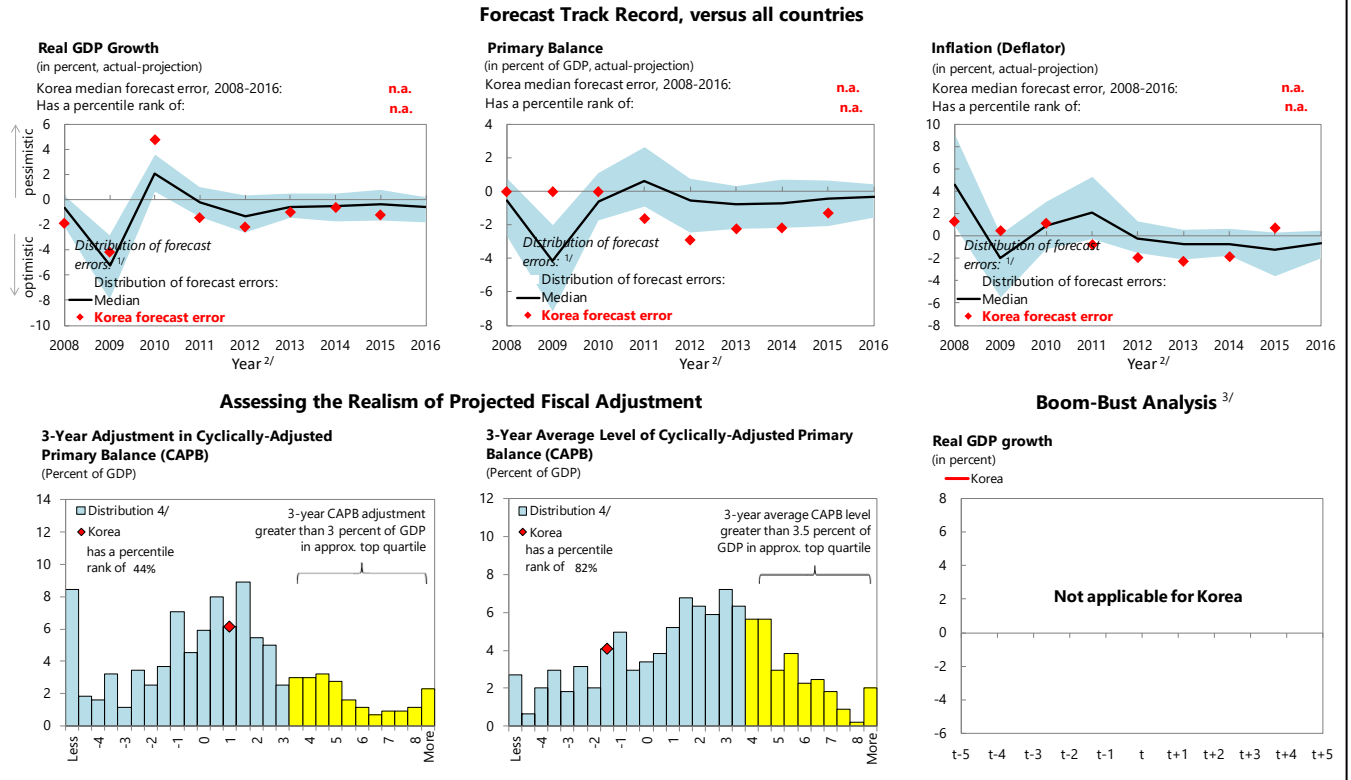 Forecast Track Record, versus all countries
Real GDP Growth
(in percent, actual-projection)
Korea median forecast error, 2008-2016: n.a.
Has a percentile rank of: n.a.
pessimistic
optimistic
6
4
2
0
-2
-4
-6
-8
-10
Distribution of forecast
errors: 1/
Distribution of forecast errors:
Median
Korea forecast error
2008 2009 2010 2011 2012 2013 2014 2015 2016
Year 2/
Primary Balance
(in percent of GDP, actual-projection)
Korea median forecast error, 2008-2016: n.a.
Has a percentile rank of: n.a.
4
2
0
-2
-4
-6
-8
Distribution of forecast
errors: 1/
Distribution of forecast errors:
Median
Korea forecast error
2008 2009 2010 2011 2012 2013 2014 2015 2016
Year 2/
Inflation (Deflator)
(in percent, actual-projection)
Korea median forecast error, 2008-2016: n.a.
Has a percentile rank of: n.a.
10
8
6
4
2
0
-2
-4
-6
-8
Distribution of forecast
errors: 1/
Distribution of forecast errors:
Median
Korea forecast error
2008 2009 2010 2011 2012 2013 2014 2015 2016
Year 2/
Assessing the Realism of Projected Fiscal Adjustment
3-Year Adjustment in Cyclically-Adjusted
Primary Balance (CAPB)
(Percent of GDP)
14
12
10
8
6
4
2
0
Distribution 4/
Korea
has a percentile
rank of 44%
3-year CAPB adjustment
greater than 3 percent of GDP
in approx. top quartile
Less -4 -3 -2 -1 0 1 2 3 4 5 6 7 8 More
3-Year Average Level of Cyclically-Adjusted Primary
Balance (CAPB)
(Percent of GDP)
12
10
8
6
4
2
0
Distribution 4/
Korea
has a percentile
rank of 82%
3-year average CAPB level
greater than 3.5 percent of
GDP in approx. top quartile
Less -4 -3 -2 -1 0 1 2 3 4 5 6 7 8 More
Boom-Bust Analysis 3/
Real GDP growth
(in percent)
Korea
8
6
4
2
0
-2
-4
-6
Not applicable for Korea
t-5 t-4 t-3 t-2 t-1 t t+1 t+2 t+3 t+4 t+5